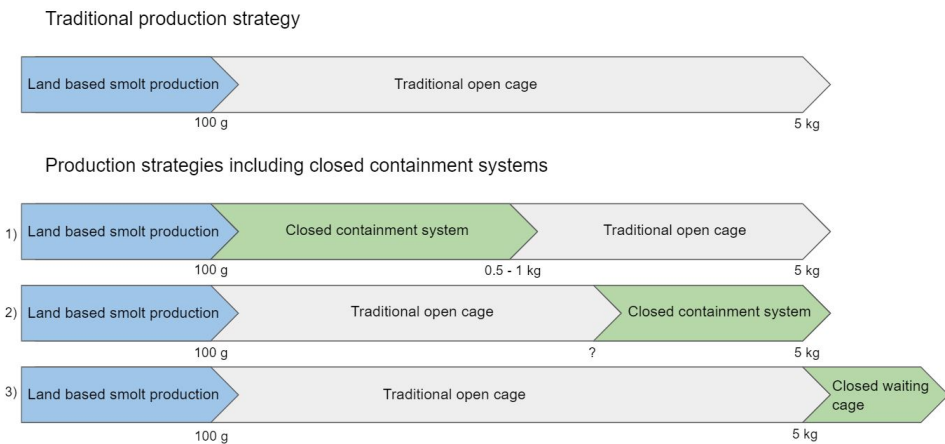 Traditional production strategy
Land based smolt production Traditional open cage
100 g 5 kg
Production strategies including closed containment systems
1) Land based smolt production Closed containment system Traditional open cage
100 g 0.5 - 1 kg 5 kg
2) Land based smolt production Traditional open cage Closed containment system
100 g ? 5 kg
3) Land based smolt production Traditional open cage Closed waiting
cage
100 g 5 kg